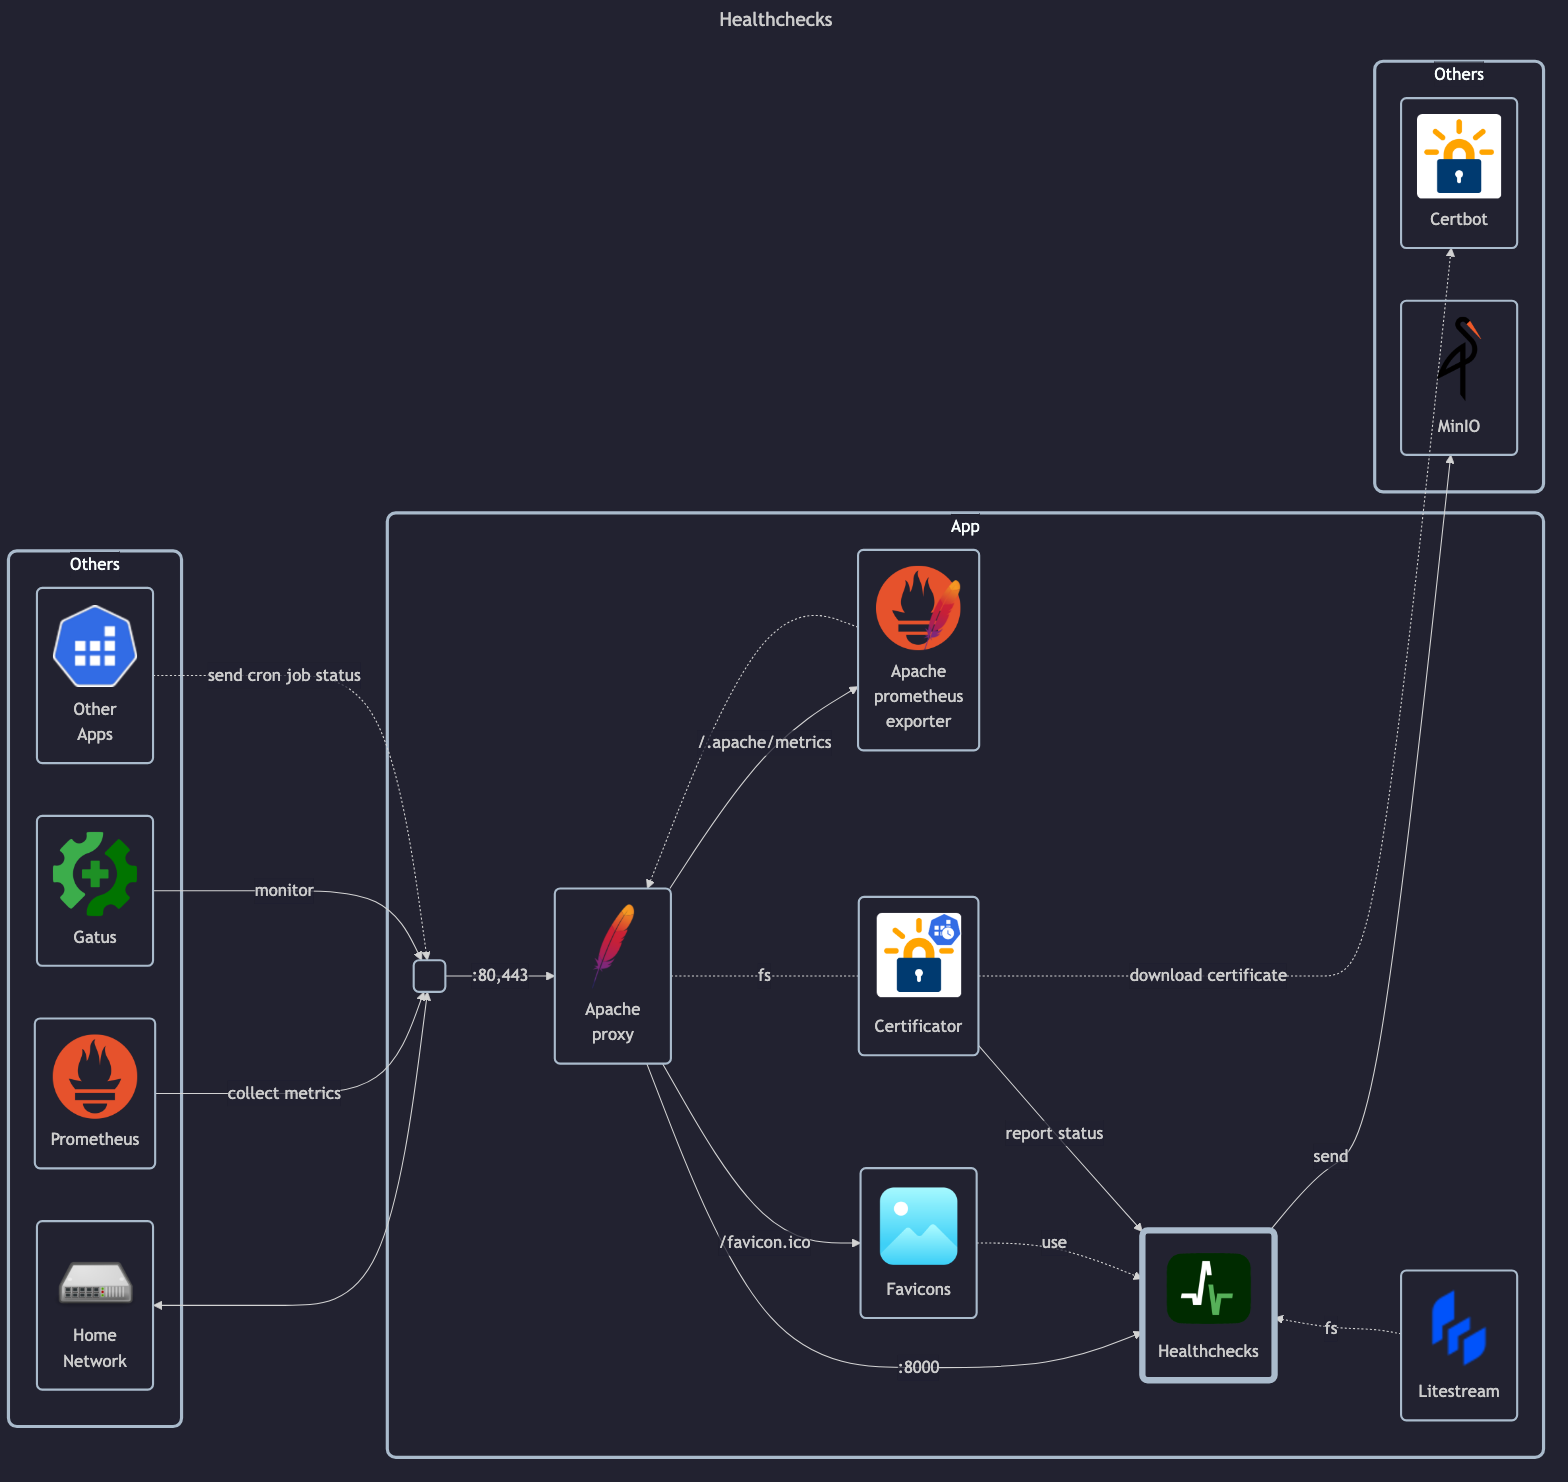 Healthchecks
Others
Certbot
MinIO
App
Others
Other
Apps
send cron job status
Gatus
monitor
Prometheus
collect metrics
Home
Network
:80,443
Apache
proxy
Apache
prometheus
exporter
/.apache/metrics
fs
Certificator
download certificate
report status
send
/favicon.ico
Favicons
use
:8000
Healthchecks
fs
Litestream